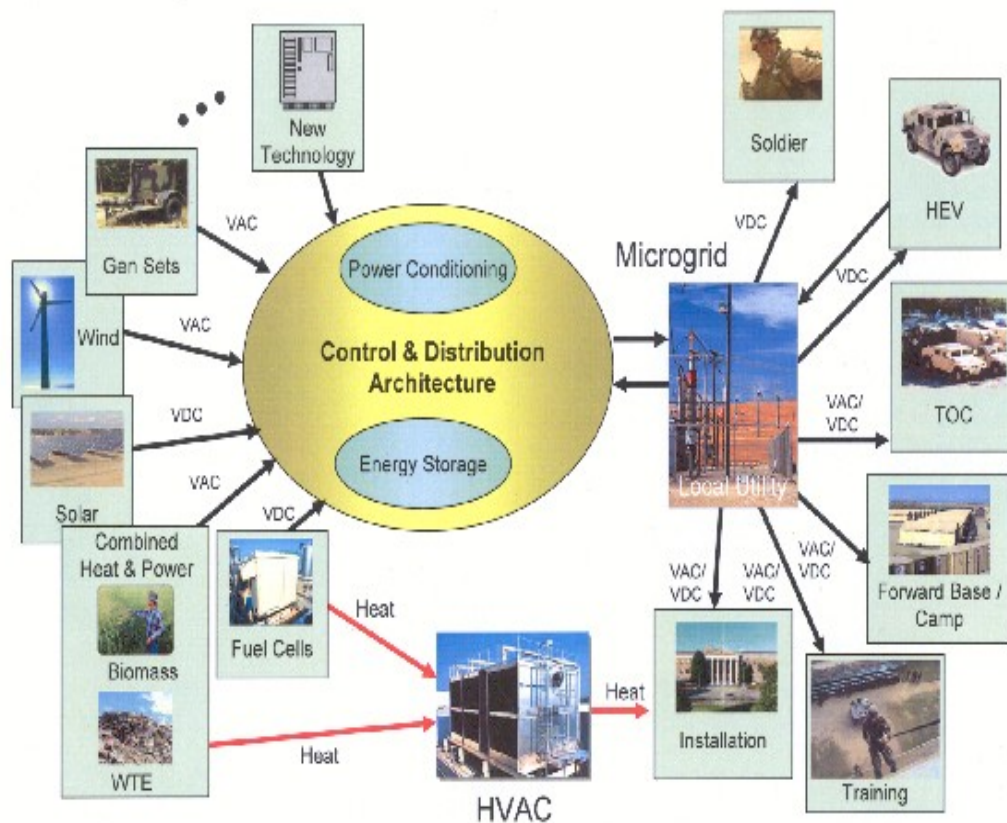 New
Technology
Soldier
HEV
VAC
VDC
Gen Sets
Microgrid
VDC
Power Conditioning
Wind
VAC
Control & Distribution
Architecture
VDC
VAC/
VDC
TOC
Energy Storage
VAC
Local Utility
Solar
VDC
Combined
Heat & Power
VAC/
VDC
VAC/
VDC
VAC/
VDC
Forward Base /
Camp
Fuel Cells
Heat
Biomass
Heat
Heat
Installation
WTE
HVAC
Training